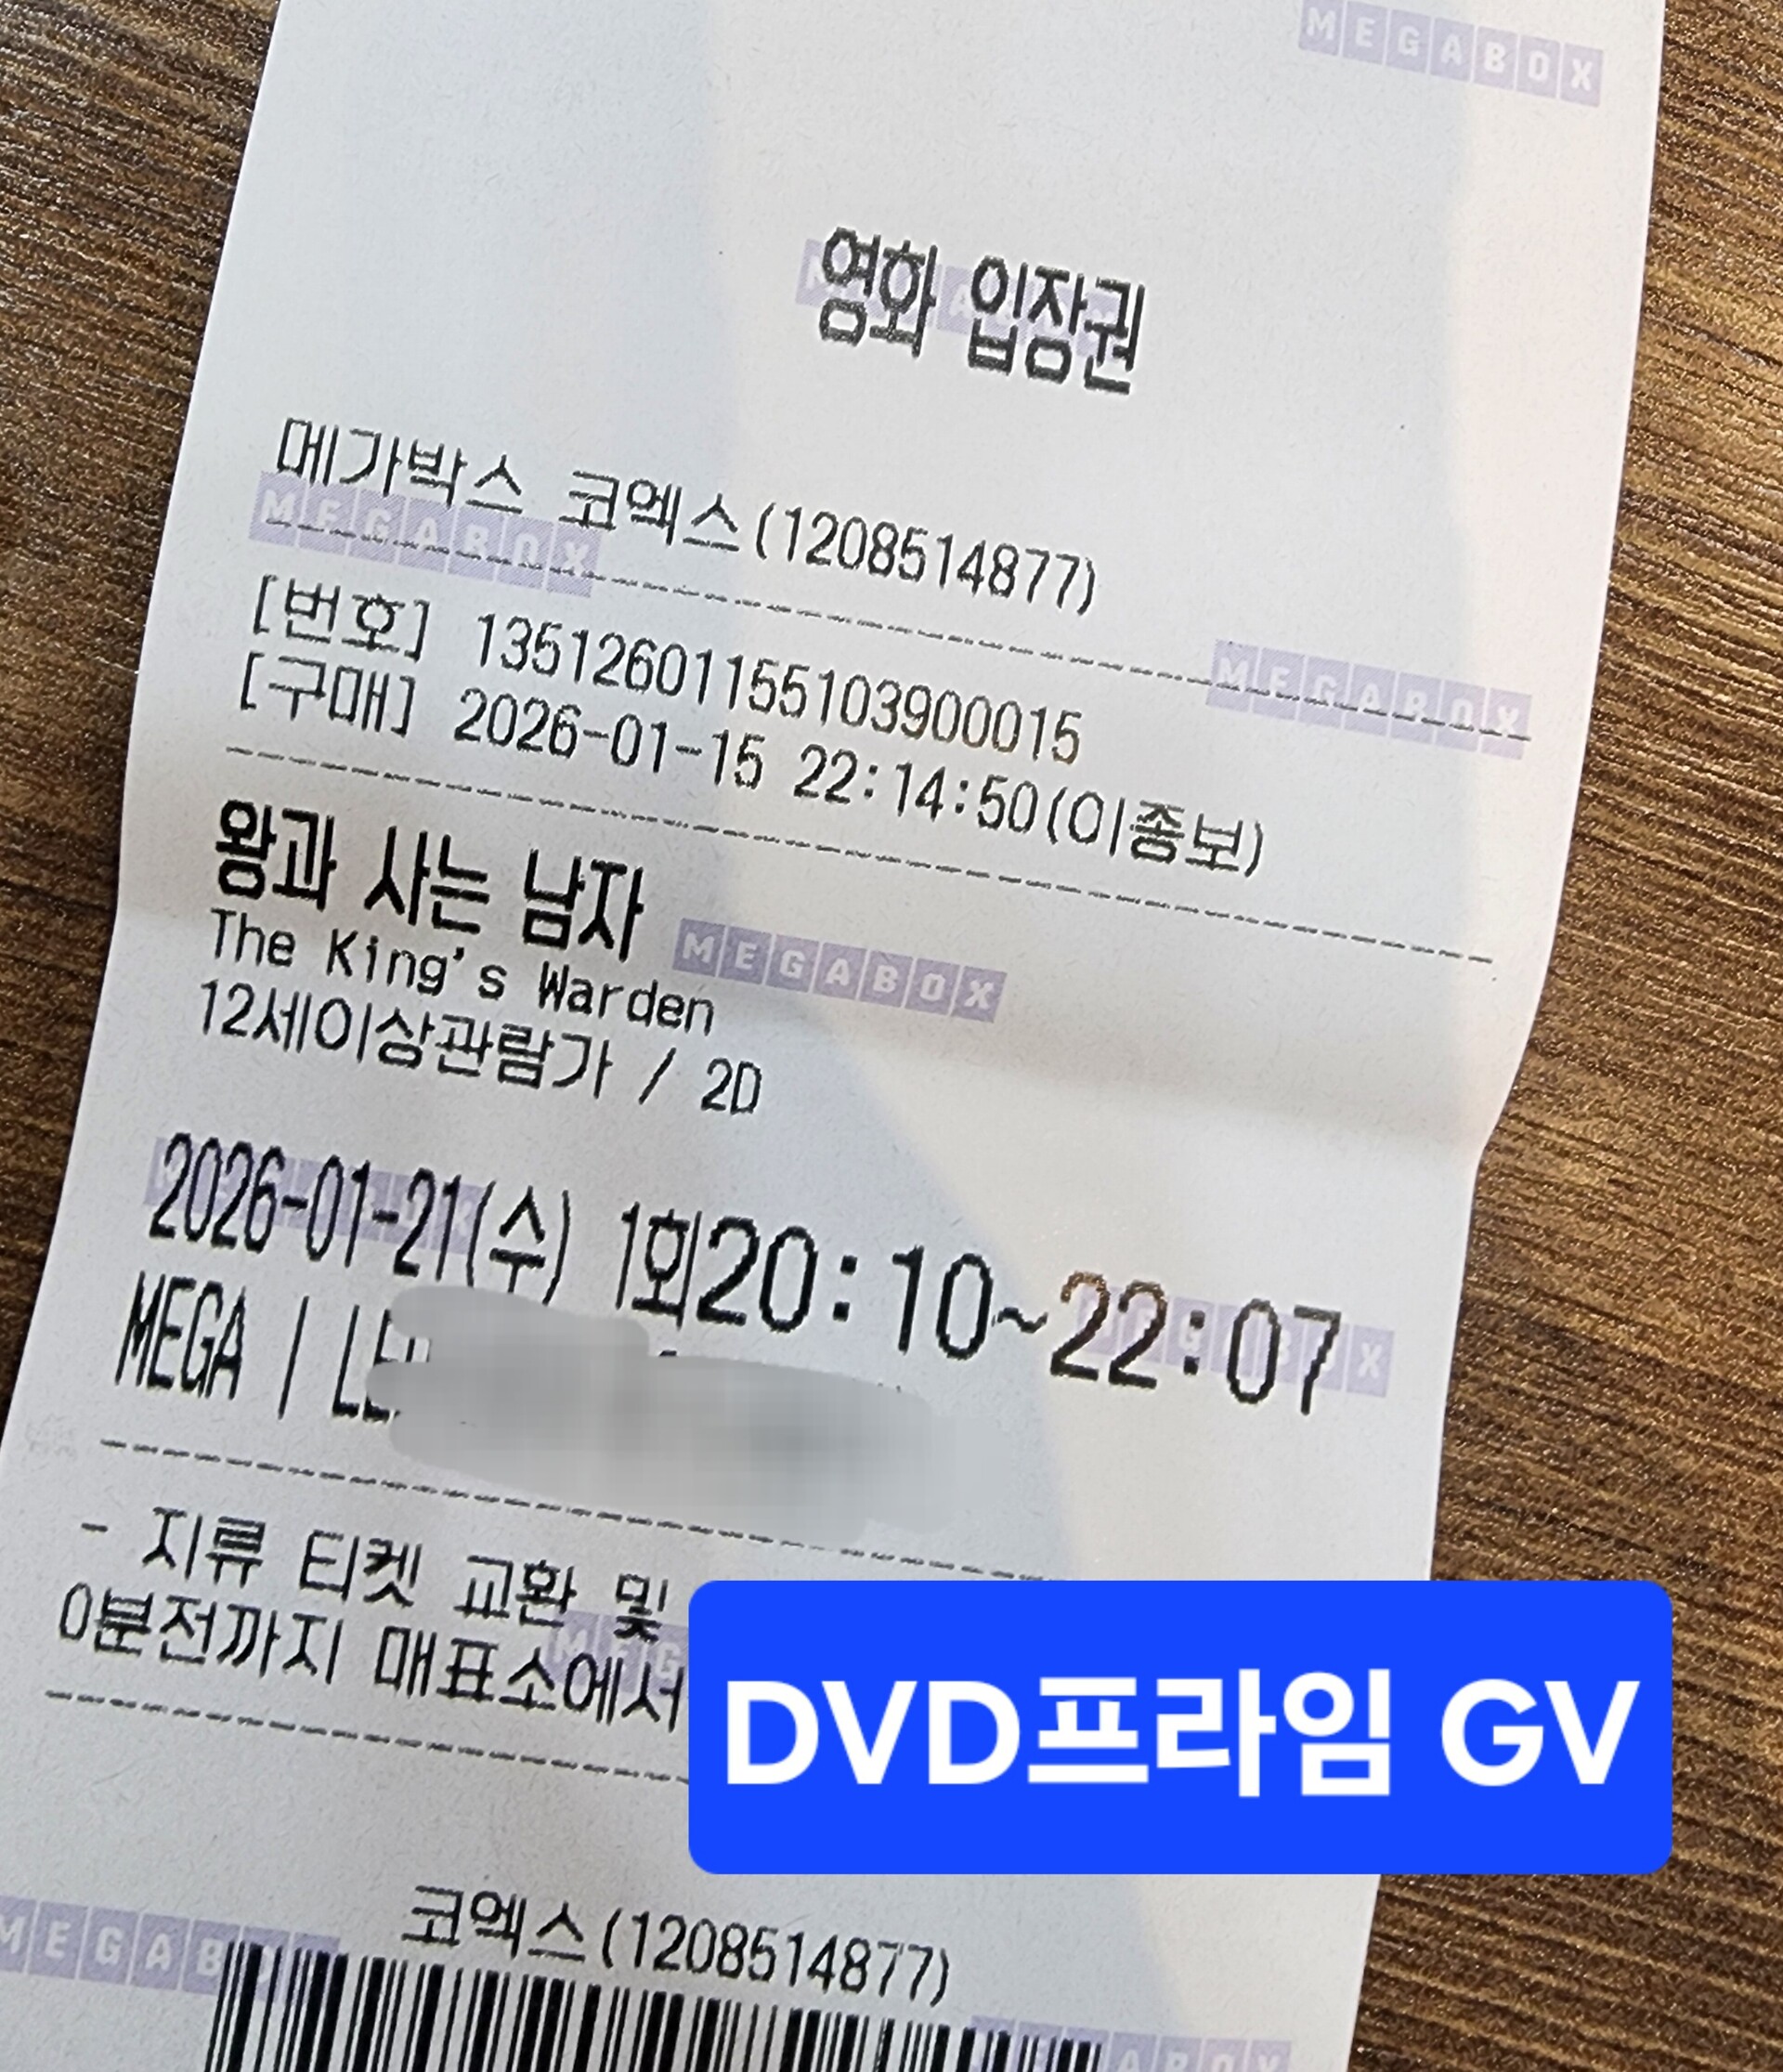 MEGABOX
영화 입장권
메가박스 코엑스(1208514877)
MEGABOX
[번호] 13512601155103900015
MEGABOX
[구매] 2026-01-15 22:14:50(이종보)
왕과 사는 남자
MEGABOX
The King's Warden
12세이상관람가 / 2D
2026-01-21(수) 1회20:10~22:07
MEGA |
- 지류 티켓 교환 및
0분전까지 매표소에서
DVD프라임 GV
코엑스(1208514877)